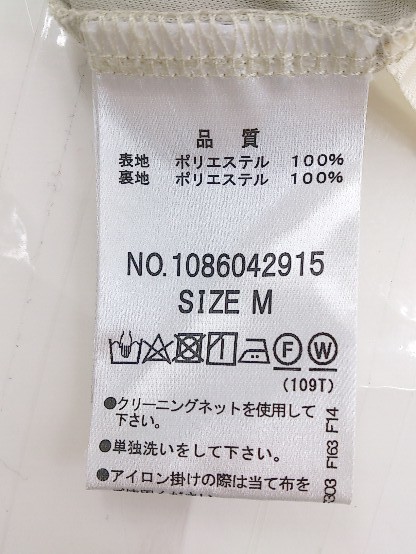 品 質
表地 ポリエステル 100%
裏地 ポリエステル 100%
NO.1086042915
SIZE M
F W
(109T)
●クリーニングネットを使用して
下さい。
●単独洗いをして下さい。
●アイロン掛けの際は当て布を
F163 F14